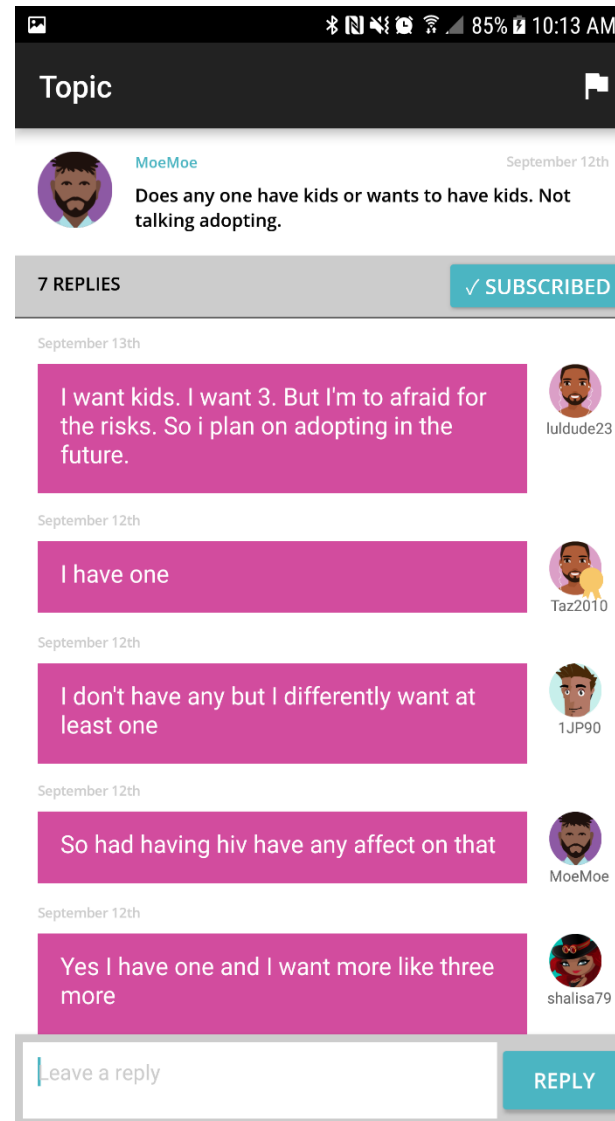 85% 10:13 AM
Topic
MoeMoe
September 12th
Does any one have kids or wants to have kids. Not
talking adopting.
7 REPLIES
✓ SUBSCRIBED
September 13th
I want kids. I want 3. But I'm to afraid for
the risks. So i plan on adopting in the
future.
luldude23
September 12th
I have one
Taz2010
September 12th
I don't have any but I differently want at
least one
1JP90
September 12th
So had having hiv have any affect on that
MoeMoe
September 12th
Yes I have one and I want more like three
more
shalisa79
Leave a reply
REPLY